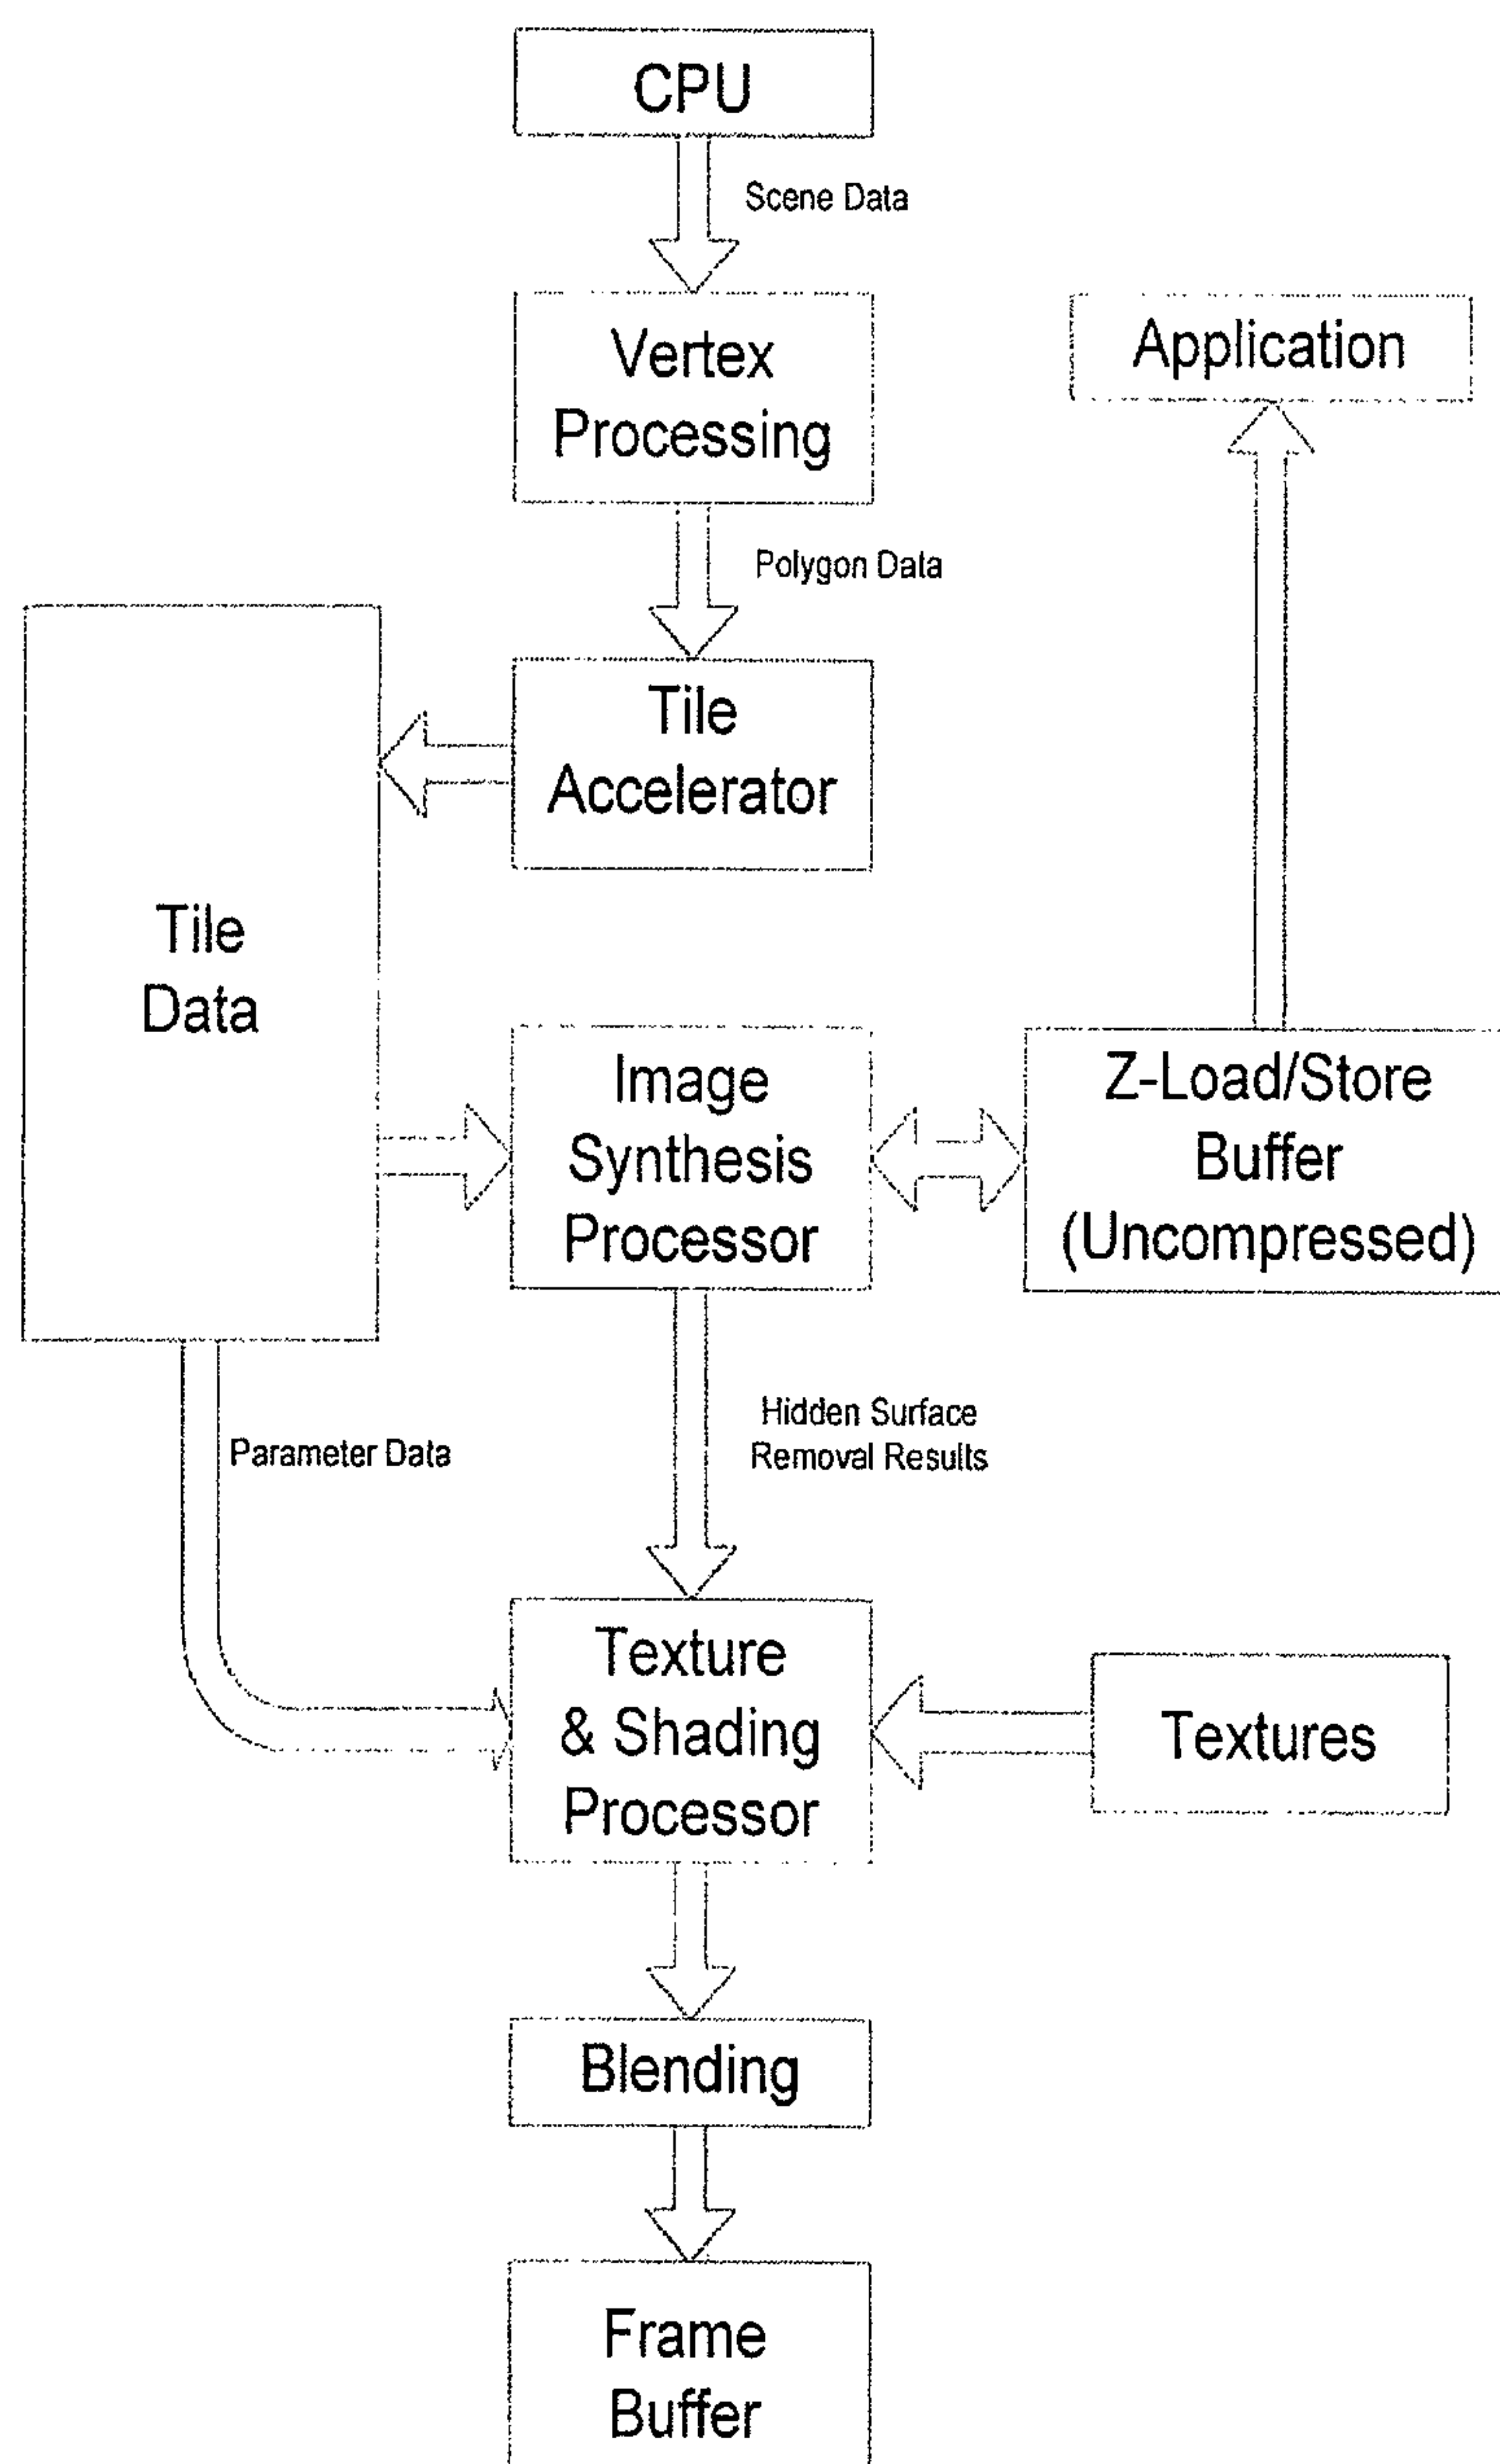 CPU
Scene Data
Vertex
Processing
Application
Polygon Data
Tile
Accelerator
Tile
Data
Image
Synthesis
Processor
Z-Load/Store
Buffer
(Uncompressed)
Hidden Surface
Removal Results
Parameter Data
Texture
& Shading
Processor
Textures
Blending
Frame
Buffer